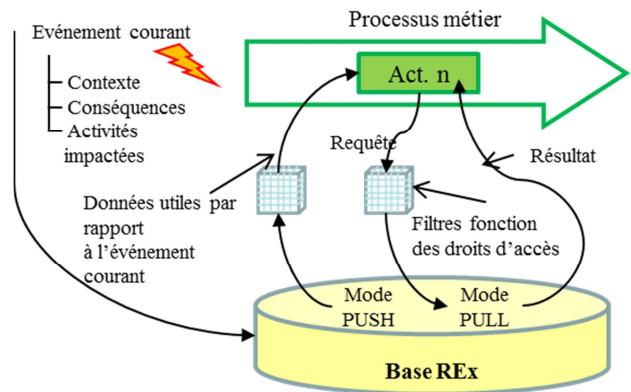 Processus métier
Evénement courant
Contexte
Conséquences
Activités
impactées
Act. n
Requête
Résultat
Données utiles par
rapport
à l'événement
courant
Filtres fonction
des droits d'accès
Mode
PUSH
Mode
PULL
Base REx